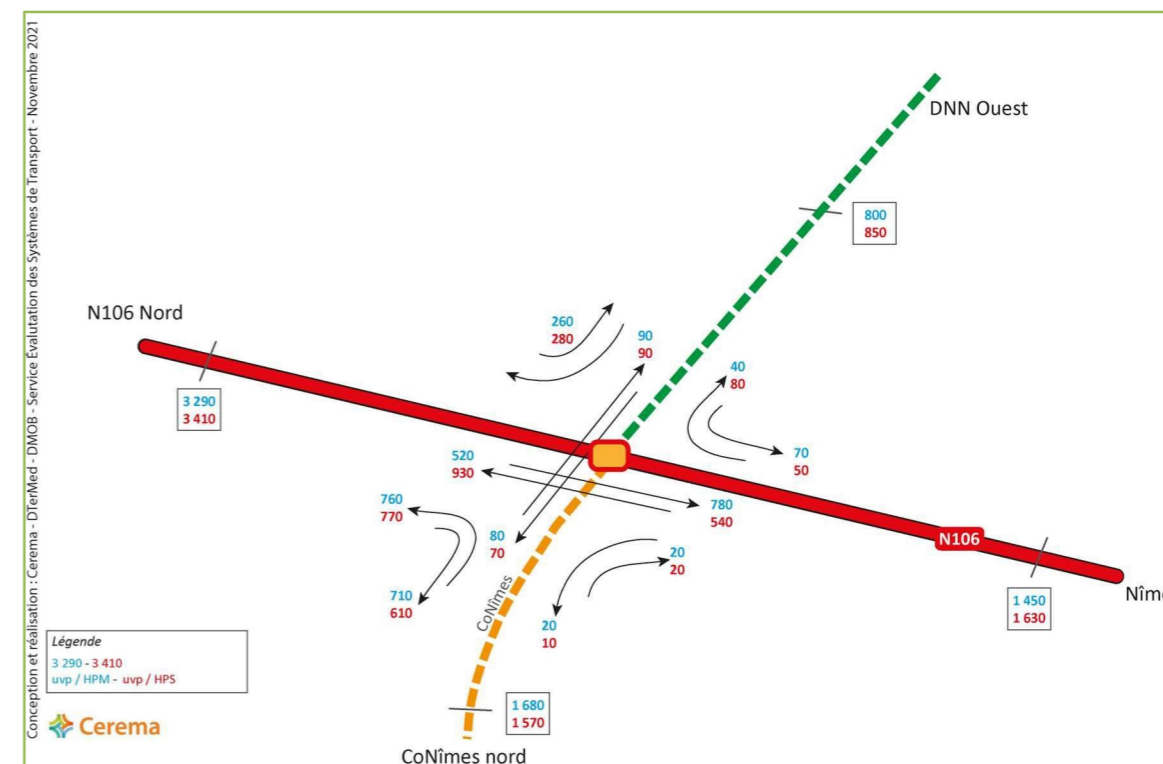 Conception et réalisation : Cerema - DTerMed - DMOB - Service Évalutation des Systèmes de Transport - Novembre 2021
DNN Ouest
800
850
N106 Nord
3 290
3 410
260
280
90
90
40
80
70
50
520
930
780
540
760
770
80
70
710
610
20
20
20
10
CoNîmes
N106
1 450
1 630
Nîme
Légende
3 290 - 3 410
uvp / HPM - uvp / HPS
Cerema
1 680
1 570
CoNîmes nord